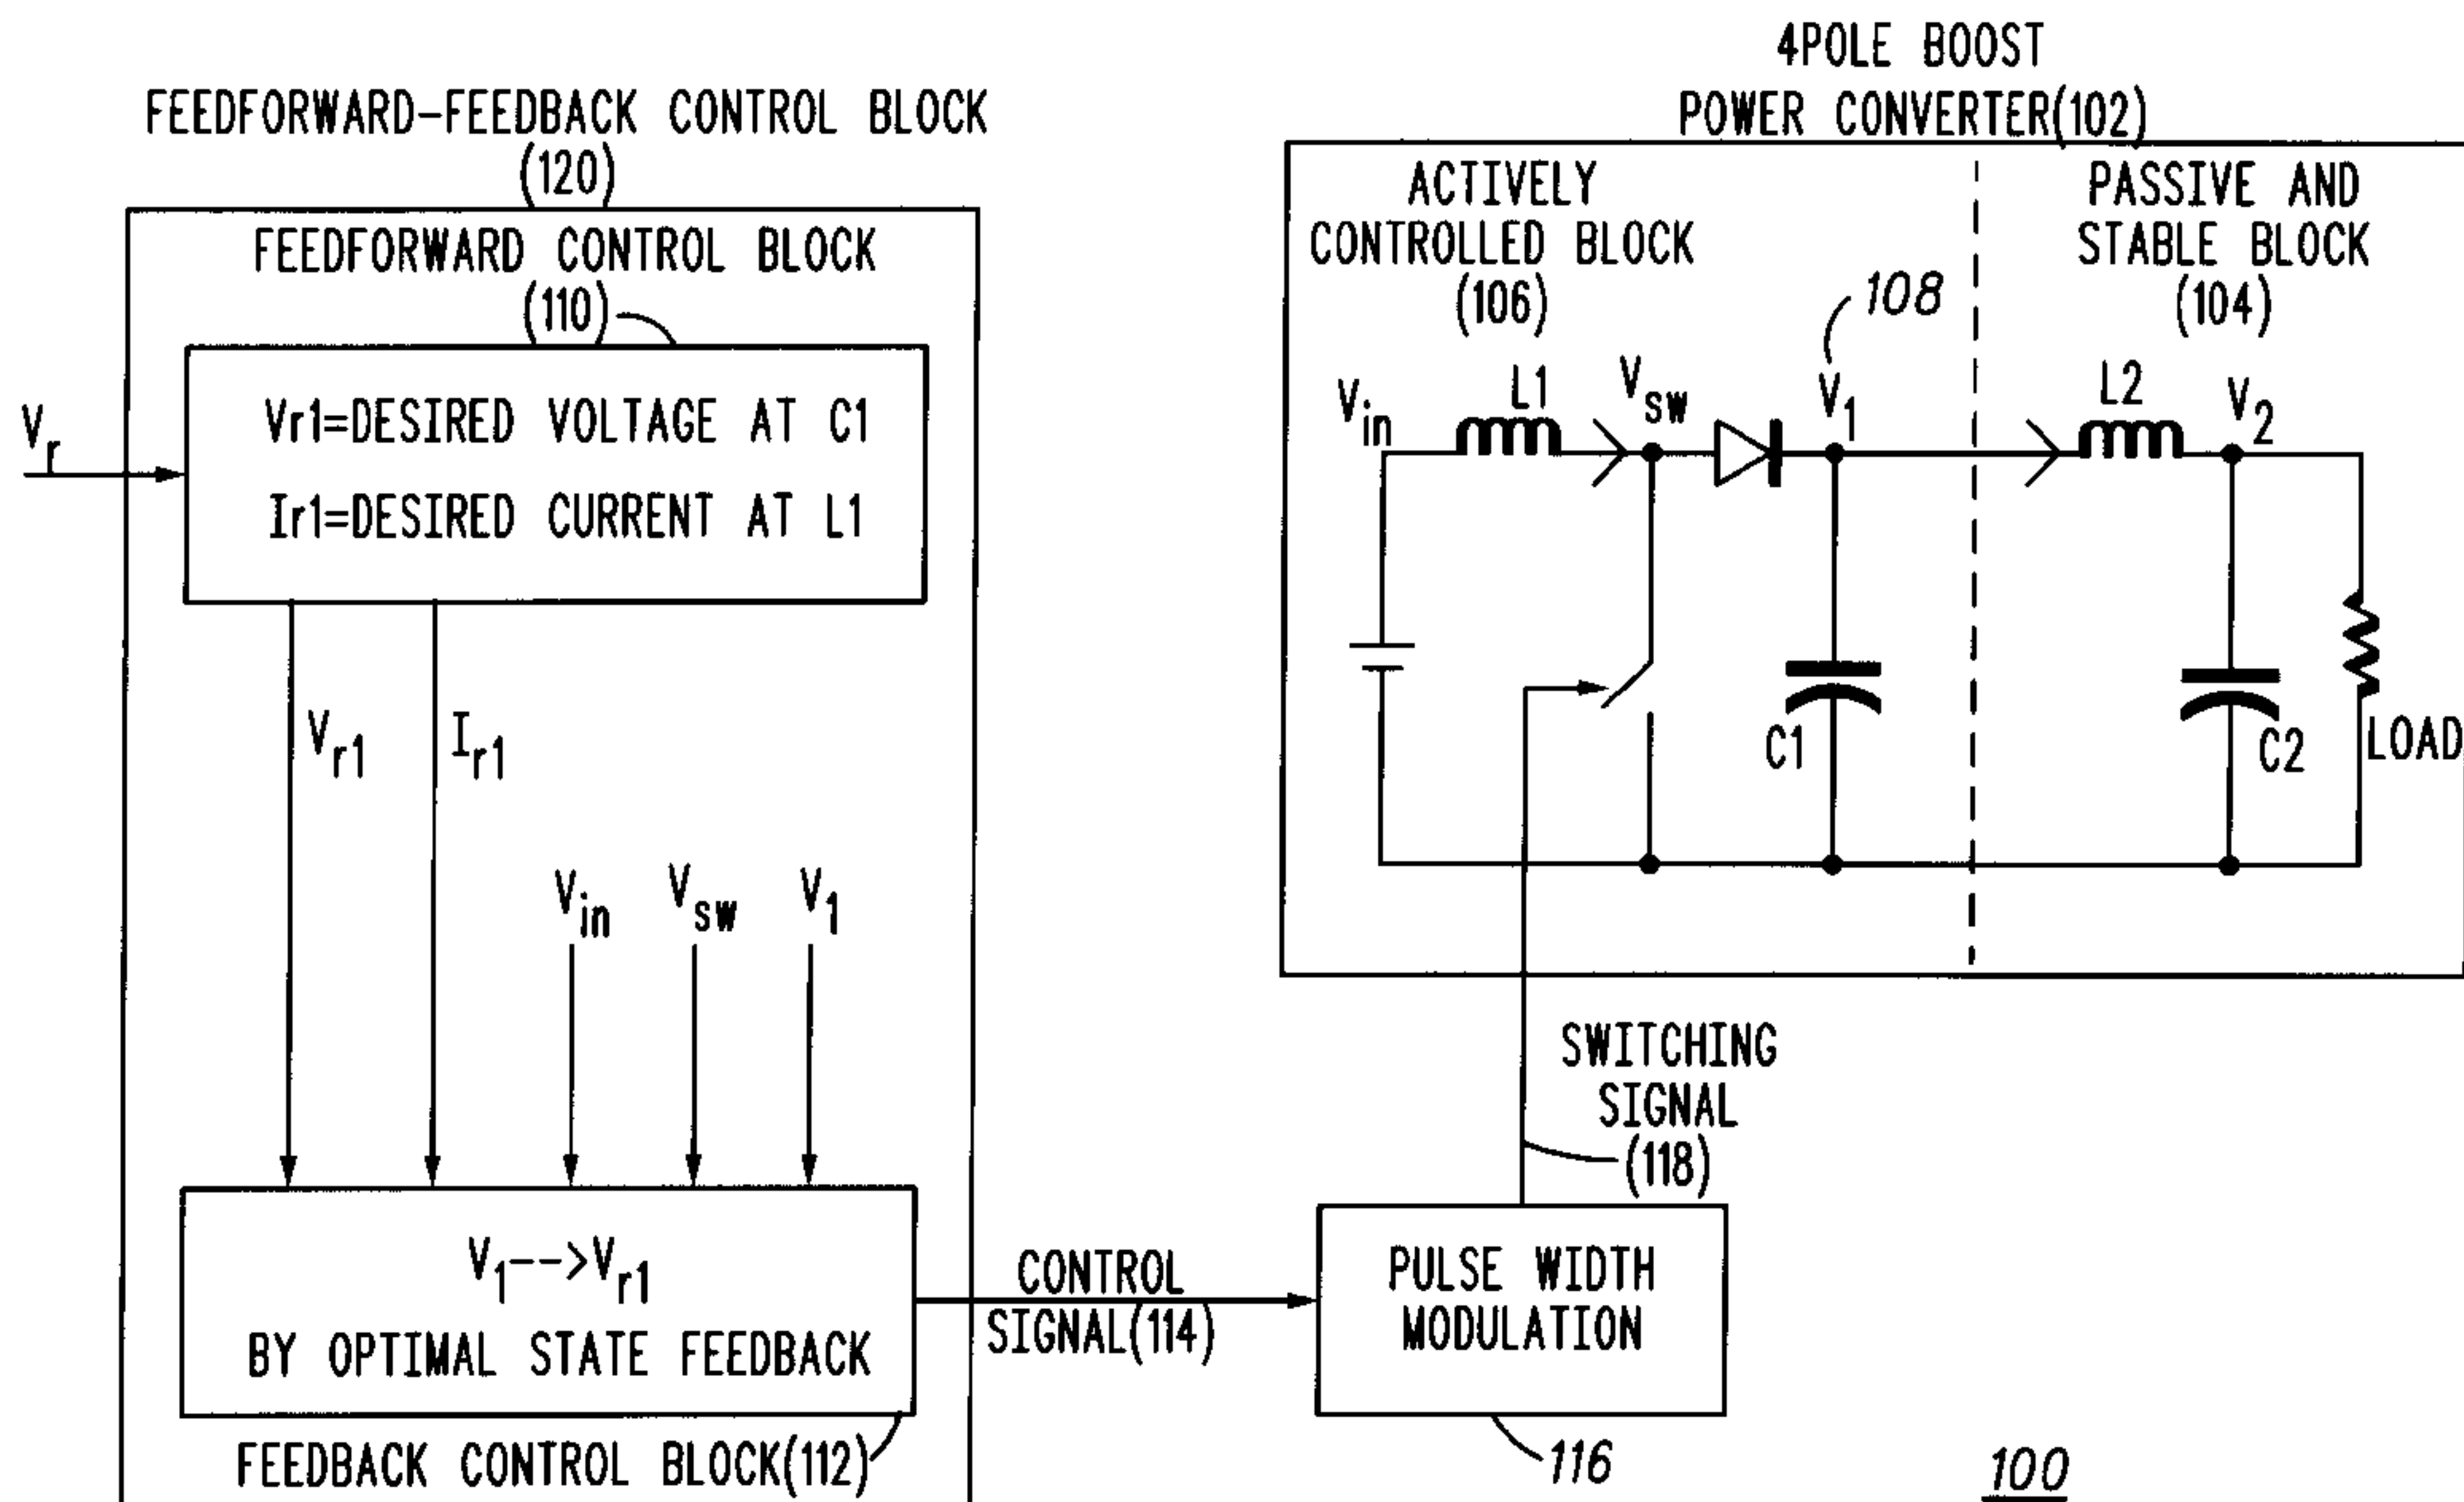 FEEDFORWARD-FEEDBACK CONTROL BLOCK
(120)
FEEDFORWARD CONTROL BLOCK
(110)
Vr
Vr1=DESIRED VOLTAGE AT C1
Ir1=DESIRED CURRENT AT L1
Vr1
Ir1
Vin
Vsw
V1
V1-->Vr1
BY OPTIMAL STATE FEEDBACK
FEEDBACK CONTROL BLOCK(112)
CONTROL
SIGNAL(114)
PULSE WIDTH
MODULATION
116
SWITCHING
SIGNAL
(118)
4POLE BOOST
POWER CONVERTER(102)
ACTIVELY
CONTROLLED BLOCK
(106)
PASSIVE AND
STABLE BLOCK
(104)
108
Vin
L1
Vsw
V1
L2
V2
C1
C2
LOAD
100